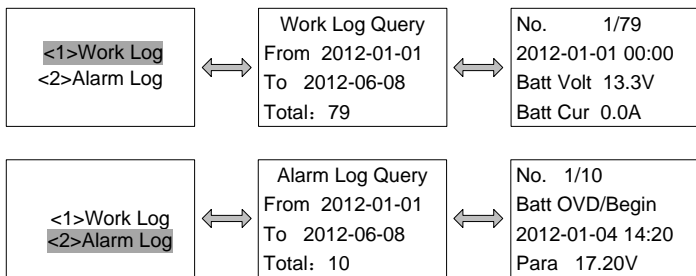 <1>Work Log
<2>Alarm Log
Work Log Query
From 2012-01-01
To 2012-06-08
Total：79
No. 1/79
2012-01-01 00:00
Batt Volt 13.3V
Batt Cur 0.0A
<1>Work Log
<2>Alarm Log
Alarm Log Query
From 2012-01-01
To 2012-06-08
Total：10
No. 1/10
Batt OVD/Begin
2012-01-04 14:20
Para 17.20V